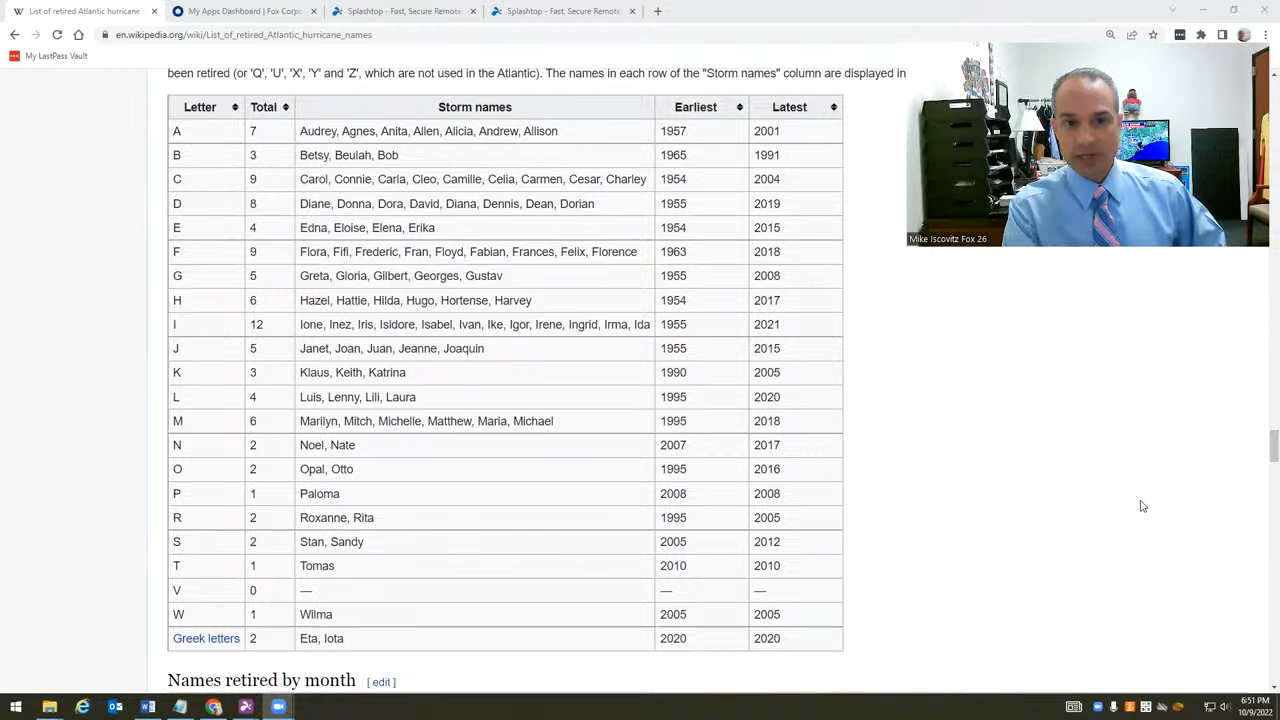 List of retired Atlantic hurricane
My Apps Dashboard | Fox Corpo
Splashtop - Fast, Secure Remote
Splashtop - Fast, Secure Remote
en.wikipedia.org/wiki/List_of_retired_Atlantic_hurricane_names
My LastPass Vault
been retired (or 'Q', 'U', 'X', 'Y' and 'Z', which are not used in the Atlantic). The names in each row of the "Storm names" column are displayed in
Letter Total Storm names Earliest Latest
A 7 Audrey, Agnes, Anita, Allen, Alicia, Andrew, Allison 1957 2001
B 3 Betsy, Beulah, Bob 1965 1991
C 9 Carol, Connie, Carla, Cleo, Camille, Celia, Carmen, Cesar, Charley 1954 2004
D 8 Diane, Donna, Dora, David, Diana, Dennis, Dean, Dorian 1955 2019
E 4 Edna, Eloise, Elena, Erika 1954 2015
F 9 Flora, Fifi, Frederic, Fran, Floyd, Fabian, Frances, Felix, Florence 1963 2018
G 5 Greta, Gloria, Gilbert, Georges, Gustav 1955 2008
H 6 Hazel, Hattie, Hilda, Hugo, Hortense, Harvey 1954 2017
I 12 Ione, Inez, Iris, Isidore, Isabel, Ivan, Ike, Igor, Irene, Ingrid, Irma, Ida 1955 2021
J 5 Janet, Joan, Juan, Jeanne, Joaquin 1955 2015
K 3 Klaus, Keith, Katrina 1990 2005
L 4 Luis, Lenny, Lili, Laura 1995 2020
M 6 Marilyn, Mitch, Michelle, Matthew, Maria, Michael 1995 2018
N 2 Noel, Nate 2007 2017
O 2 Opal, Otto 1995 2016
P 1 Paloma 2008 2008
R 2 Roxanne, Rita 1995 2005
S 2 Stan, Sandy 2005 2012
T 1 Tomas 2010 2010
V 0 — — —
W 1 Wilma 2005 2005
Greek letters 2 Eta, Iota 2020 2020
Names retired by month [ edit ]
Mike Iscovitz Fox 26
6:51 PM
10/9/2022